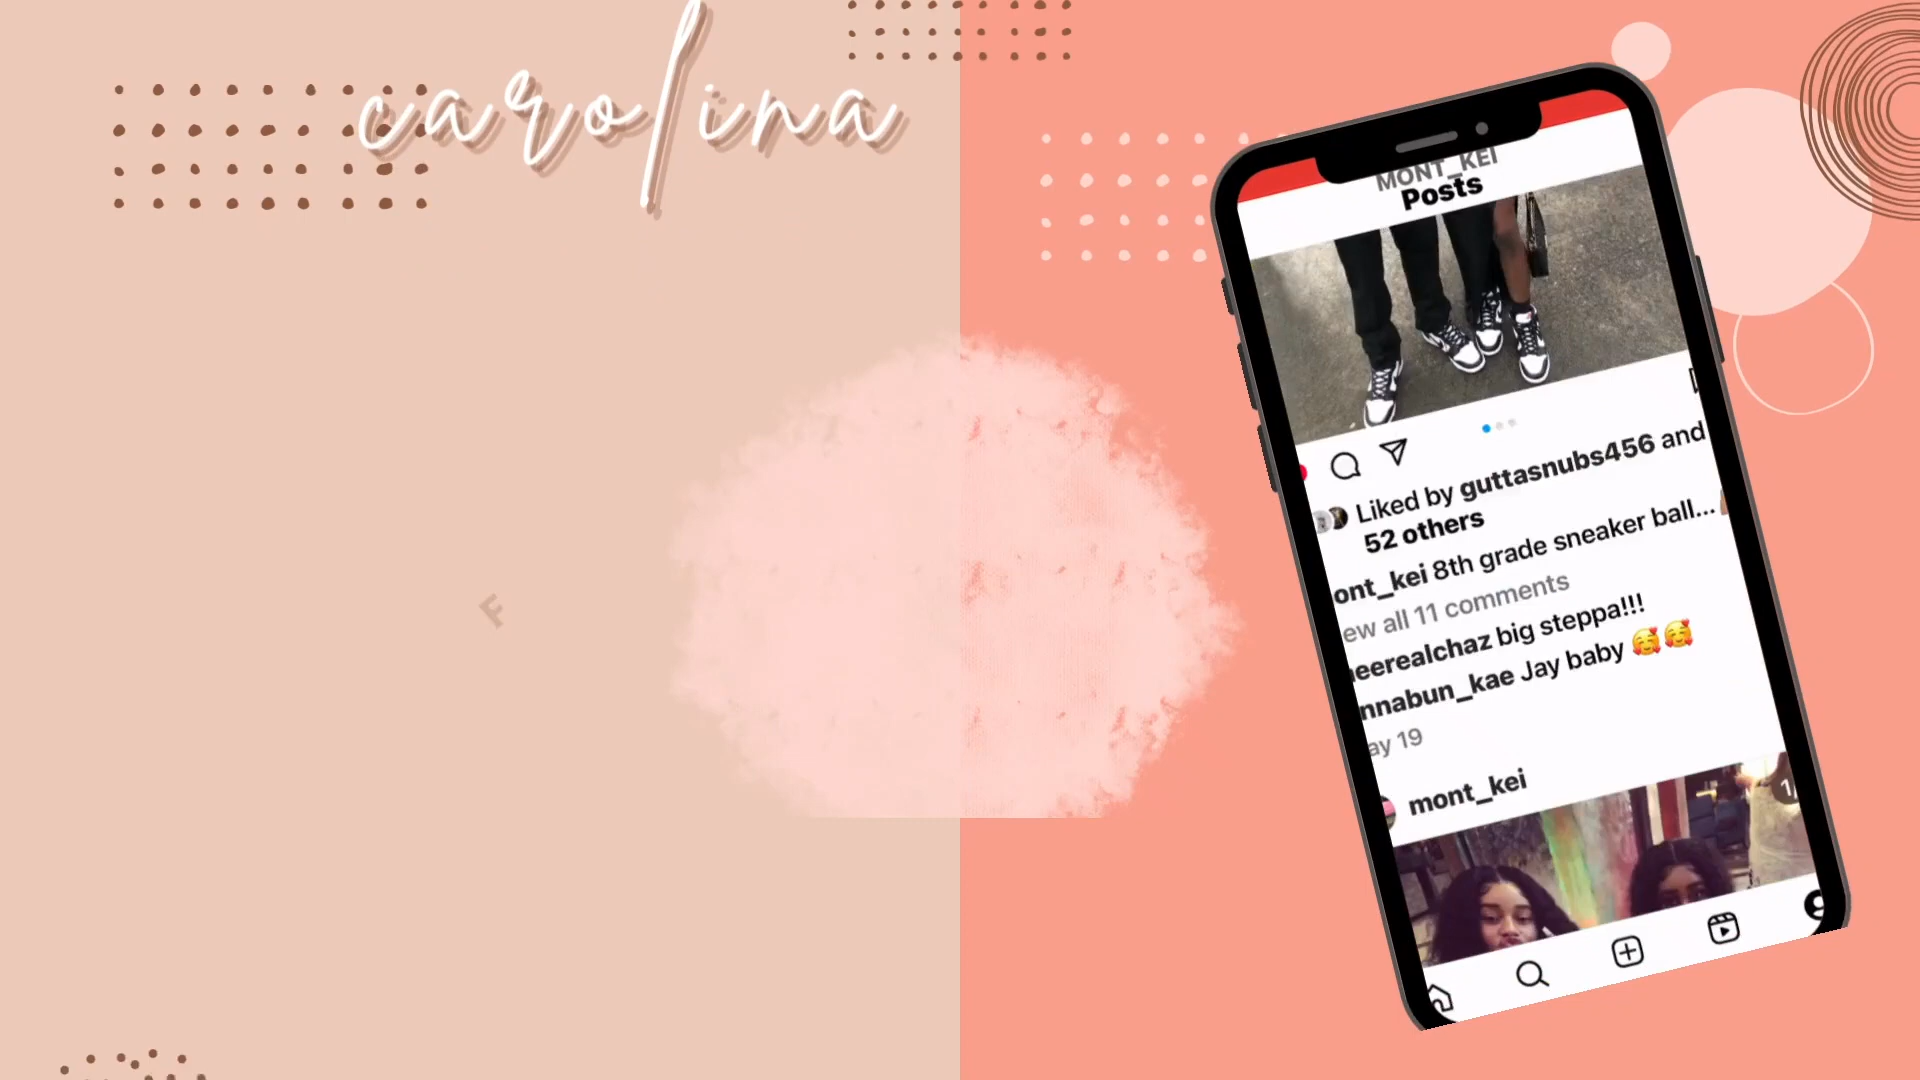 carolina
F
MONT_KEI
Posts
Liked by guttasnubs456 and
52 others
ont_kei 8th grade sneaker ball...
ew all 11 comments
eerealchaz big steppa!!!
nnabun_kae Jay baby 🥰🥰
ay 19
mont_kei
1/